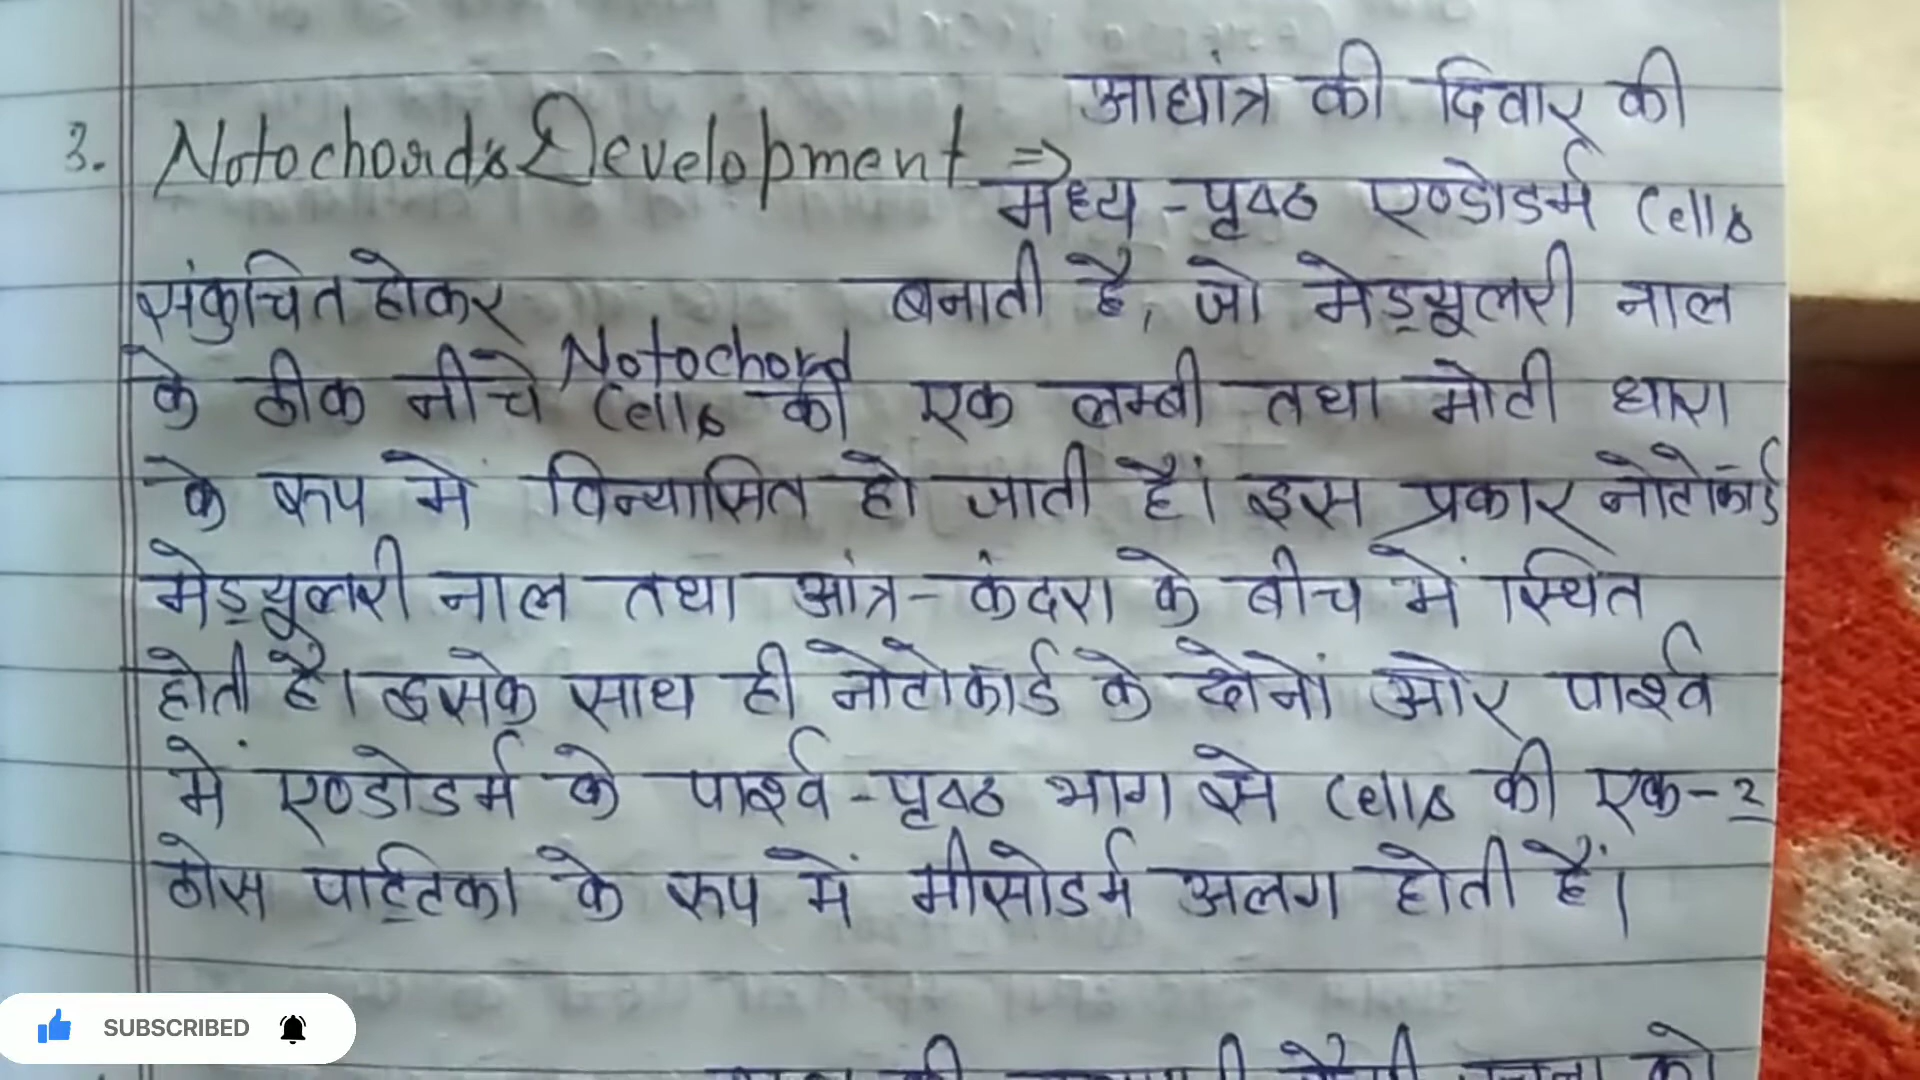 आद्यांत्र की दिवार की
3. Notochord's Development ⇒
मध्य - पृष्ठ एण्डोडर्म Cells
संकुचित होकर Notochord बनाती है, जो मेड्यूलरी नाल
के ठीक नीचे Cells की एक लम्बी तथा मोटी धारा
के रूप में विन्यासित हो जाती हैं। इस प्रकार नोटोकार्ड
मेड्यूलरी नाल तथा आंत्र - कंदरा के बीच में स्थित
होती है। इसके साथ ही नोटोकार्ड के दोनों ओर पार्श्व
में एण्डोडर्म के पार्श्व - पृष्ठ भाग से Cells की एक-2
ठोस पट्टिका के रूप में मीसोडर्म अलग होती हैं।
SUBSCRIBED